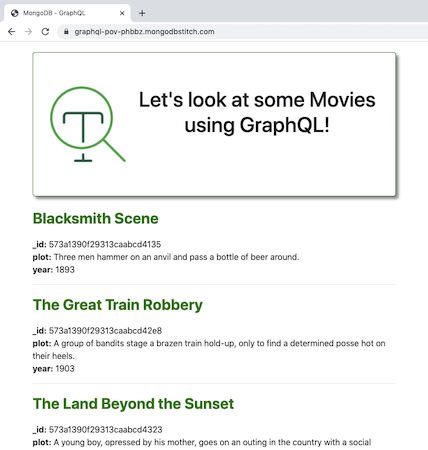 MongoDB - GraphQL
graphql-pov-phbbz.mongodbstitch.com
Let's look at some Movies
using GraphQL!
Blacksmith Scene
_id: 573a1390f29313caabcd4135
plot: Three men hammer on an anvil and pass a bottle of beer around.
year: 1893
The Great Train Robbery
_id: 573a1390f29313caabcd42e8
plot: A group of bandits stage a brazen train hold-up, only to find a determined posse hot on
their heels.
year: 1903
The Land Beyond the Sunset
_id: 573a1390f29313caabcd4323
plot: A young boy, opressed by his mother, goes on an outing in the country with a social